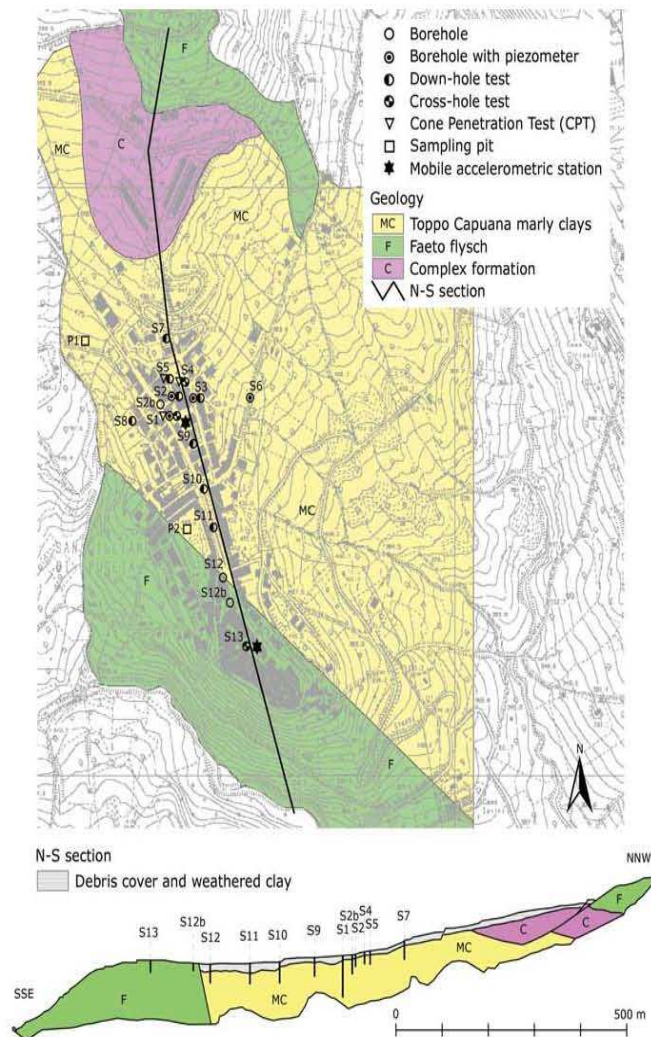 F
MC
C
MC
Borehole
Borehole with piezometer
Down-hole test
Cross-hole test
Cone Penetration Test (CPT)
Sampling pit
Mobile accelerometric station
Geology
MC Toppo Capuana marly clays
F Faeto flysch
C Complex formation
N-S section
S7
P1
S5 S4
S2 S3 S6
S2b
S8 S1
S9
S10
MC
S11
P2
S12
F
S12b
S13
F
N
N-S section
Debris cover and weathered clay
NNW
S13 S12b S12 S11 S10 S9 S1 S2b S2 S4 S5 S7
F
C
C
MC
SSE
F
MC
0 500 m